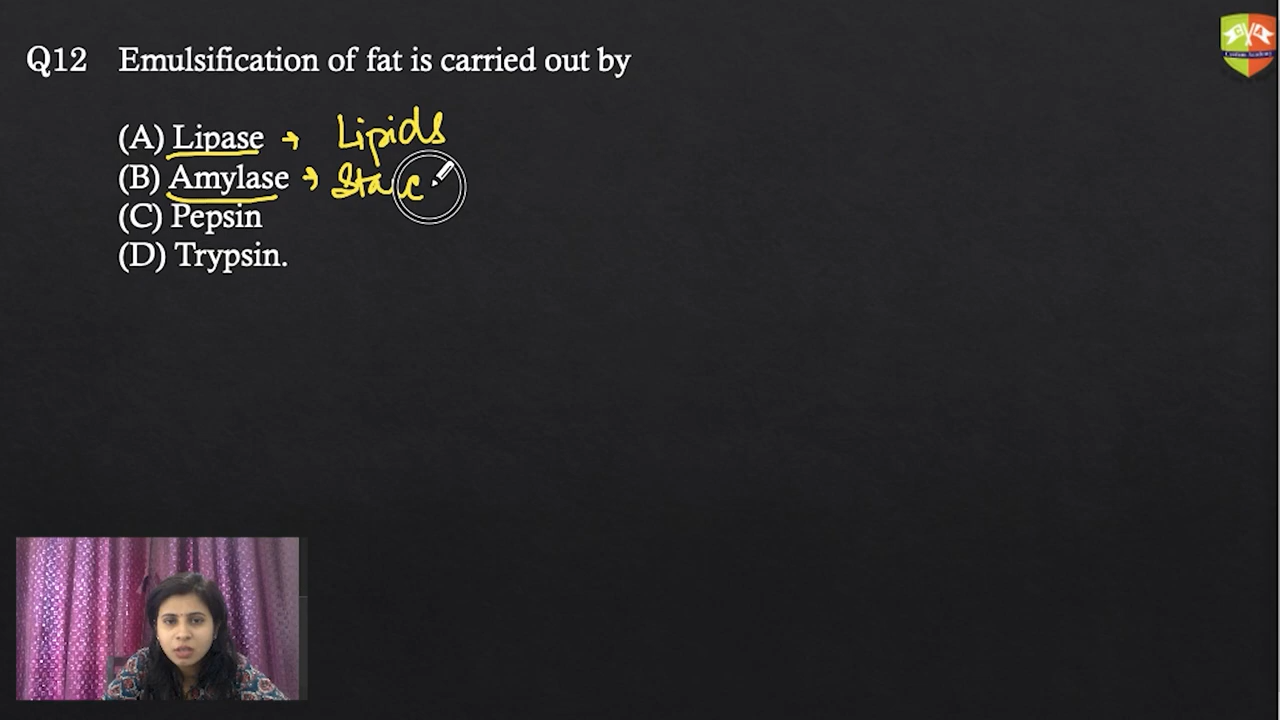 Q12 Emulsification of fat is carried out by
(A) Lipase → Lipids
(B) Amylase → Starc
(C) Pepsin
(D) Trypsin.